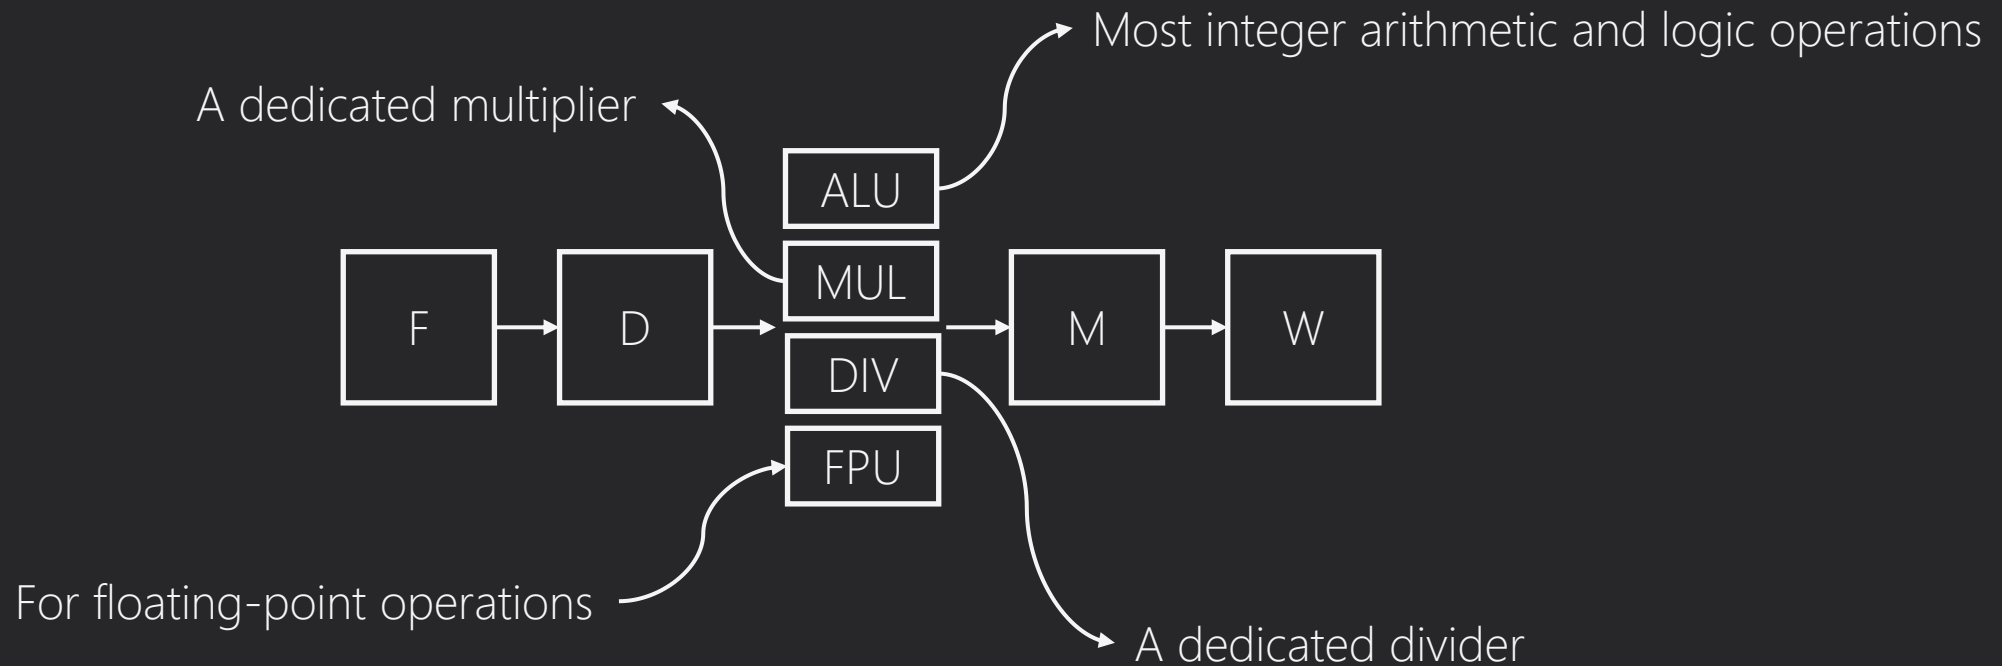 Most integer arithmetic and logic operations
A dedicated multiplier
ALU
MUL
F
D
M
W
DIV
FPU
For floating-point operations
A dedicated divider